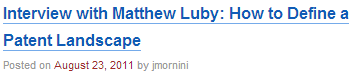 Interview with Matthew Luby: How to Define a
Patent Landscape
Posted on August 23, 2011 by jmornini